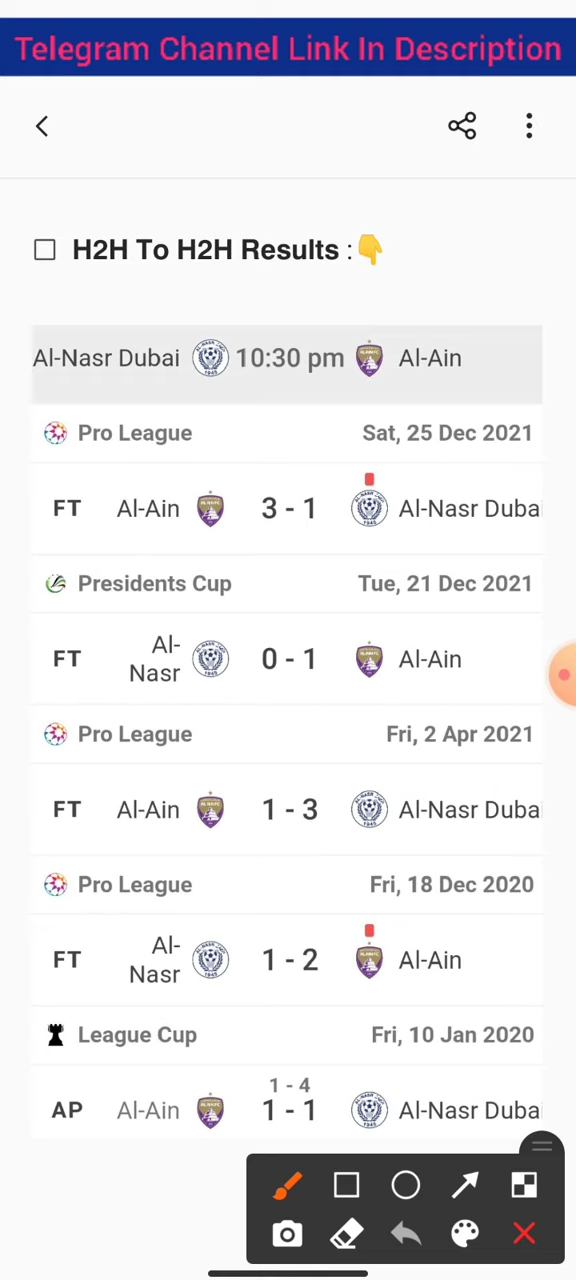 Telegram Channel Link In Description
H2H To H2H Results : 👇
Al-Nasr Dubai 10:30 pm Al-Ain
Pro League Sat, 25 Dec 2021
FT Al-Ain 3 - 1 Al-Nasr Dubai
Presidents Cup Tue, 21 Dec 2021
FT Al-
Nasr 0 - 1 Al-Ain
Pro League Fri, 2 Apr 2021
FT Al-Ain 1 - 3 Al-Nasr Dubai
Pro League Fri, 18 Dec 2020
FT Al-
Nasr 1 - 2 Al-Ain
League Cup Fri, 10 Jan 2020
1 - 4
AP Al-Ain 1 - 1 Al-Nasr Dubai